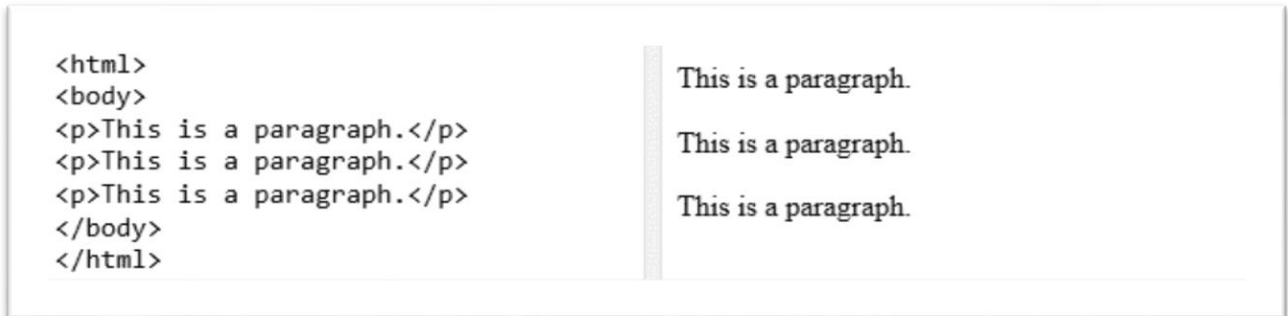 <html>
<body>
<p>This is a paragraph.</p>
<p>This is a paragraph.</p>
<p>This is a paragraph.</p>
</body>
</html>
This is a paragraph.
This is a paragraph.
This is a paragraph.